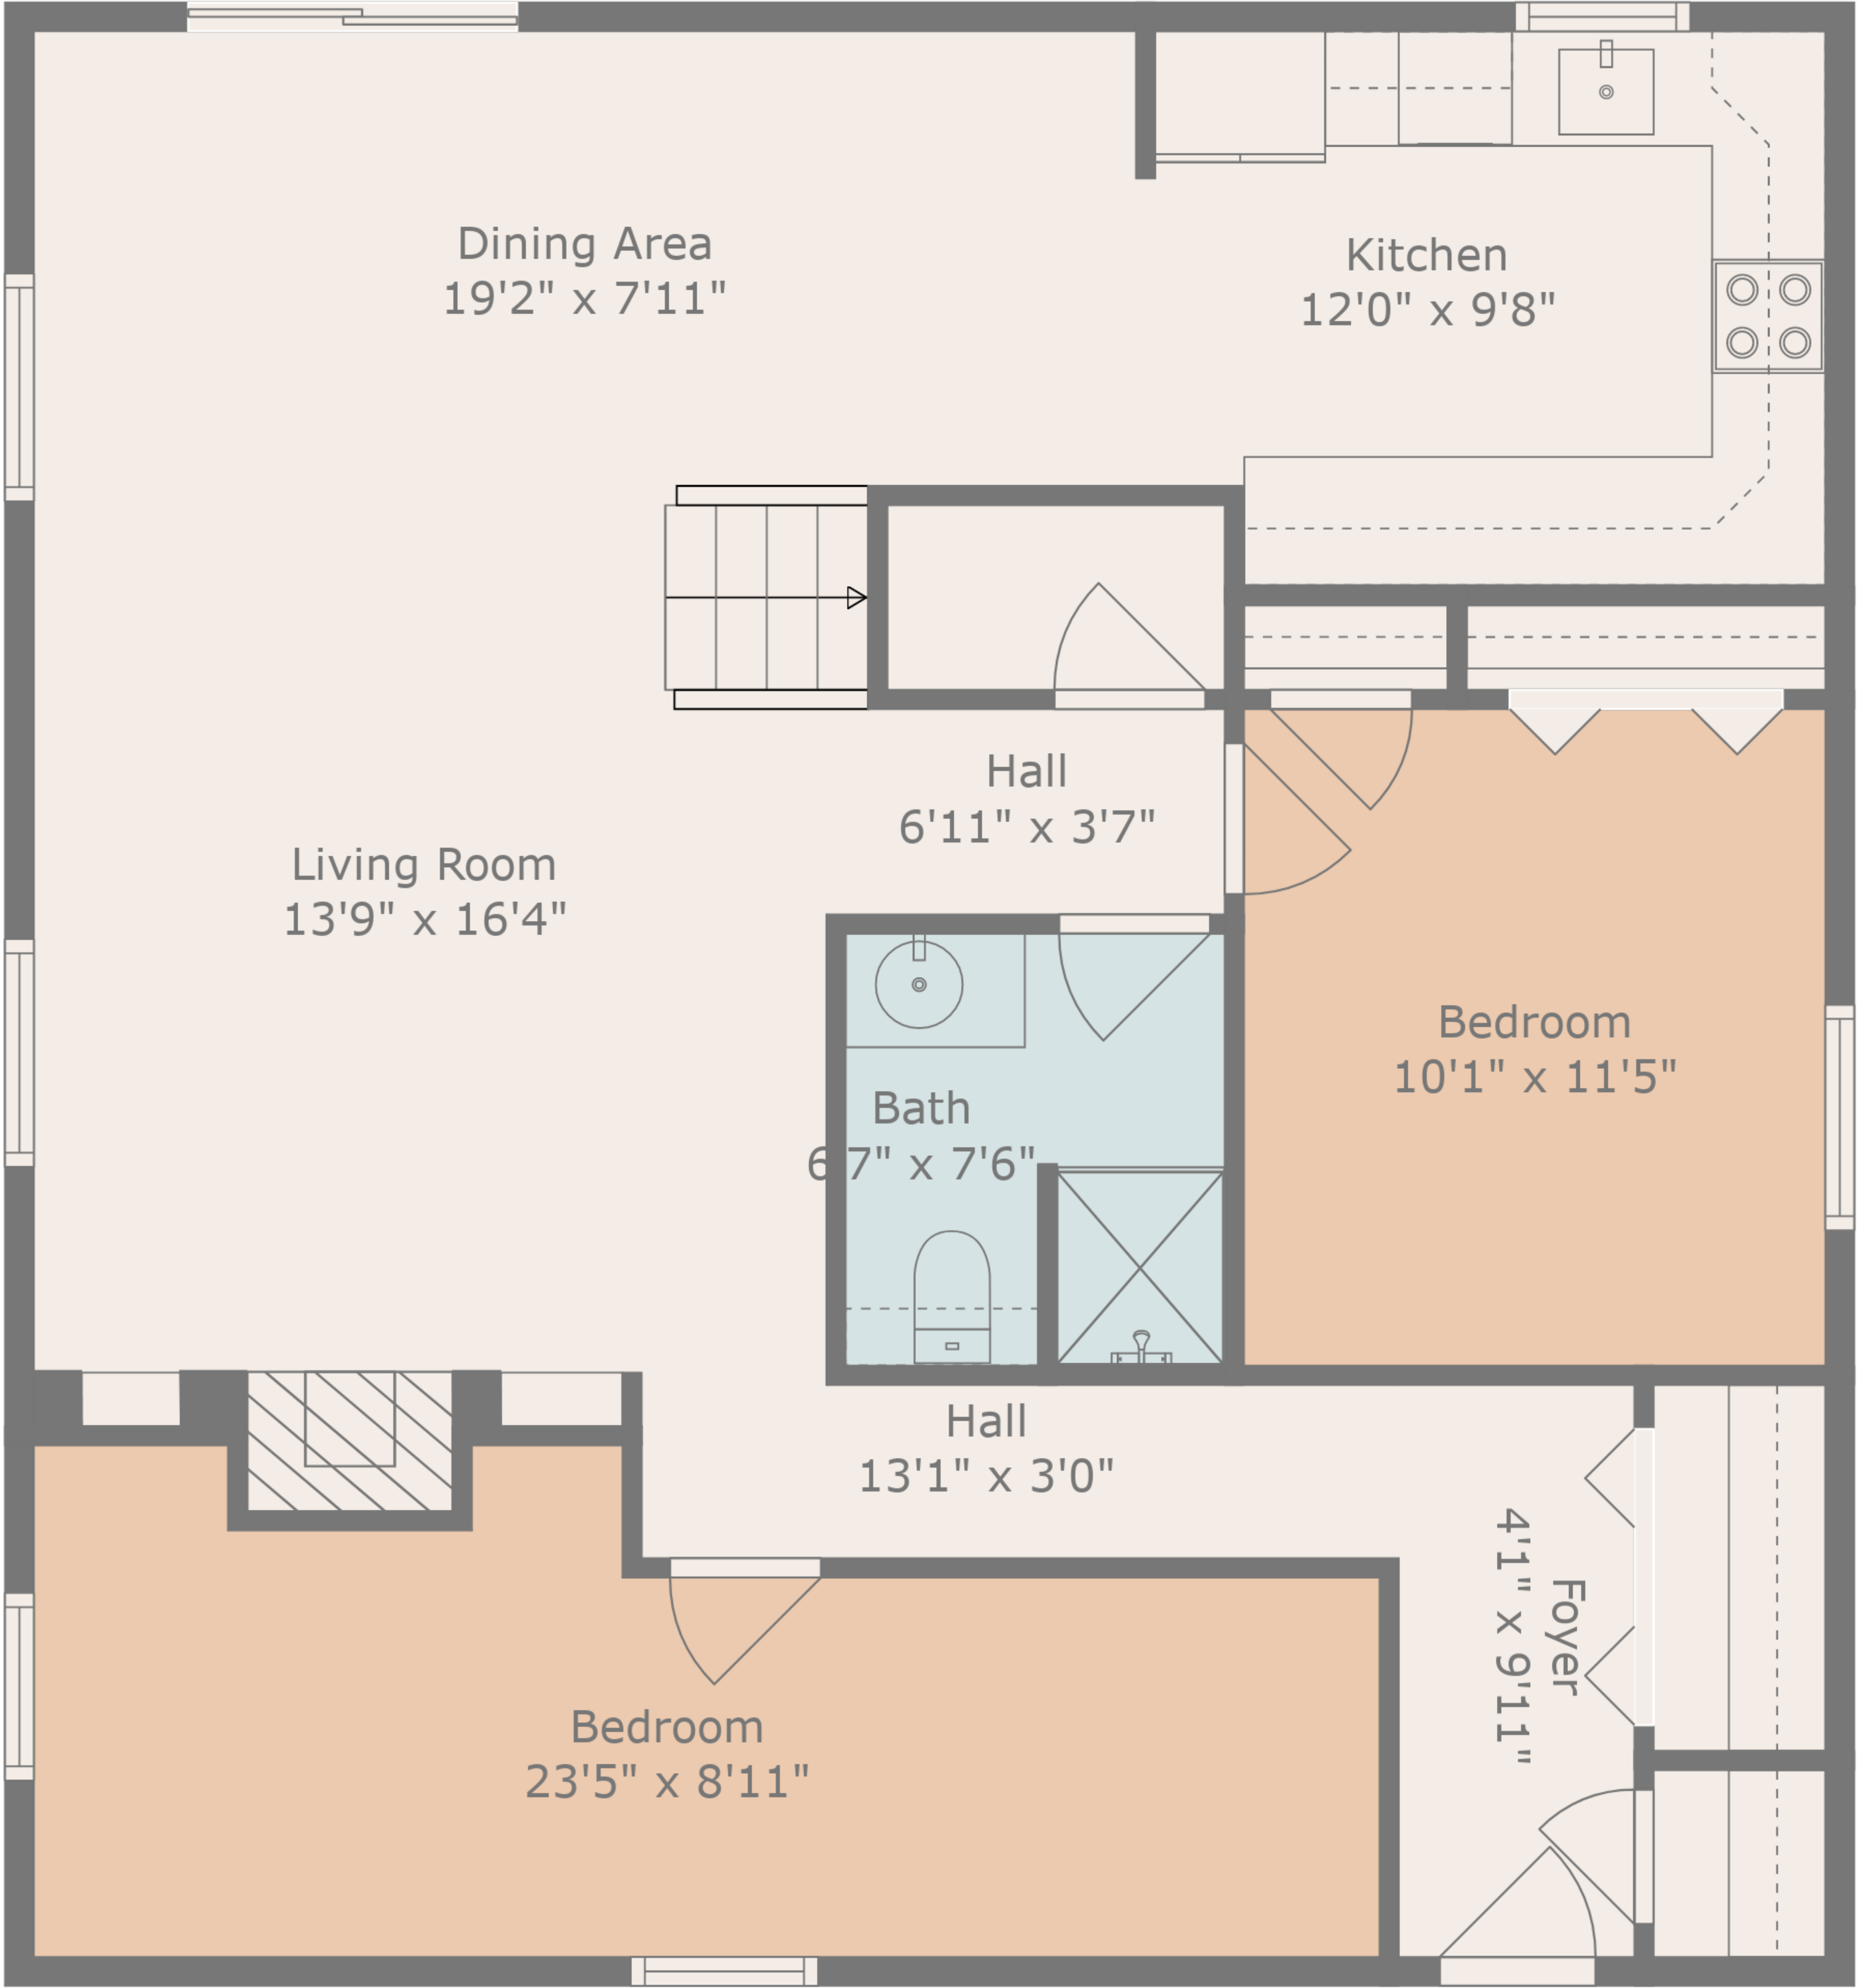 Dining Area
19'2" x 7'11"
Kitchen
12'0" x 9'8"
Hall
6'11" x 3'7"
Living Room
13'9" x 16'4"
Bedroom
10'1" x 11'5"
Bath
6'7" x 7'6"
Hall
13'1" x 3'0"
Foyer
4'1" x 9'11"
Bedroom
23'5" x 8'11"